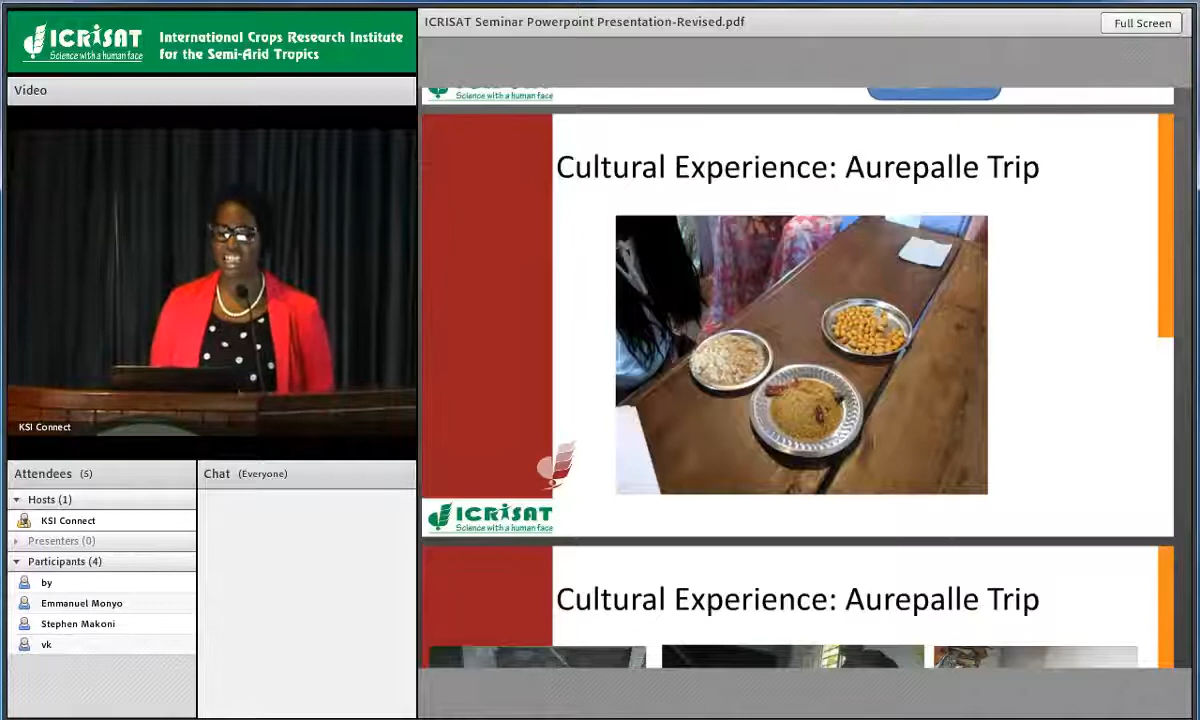 ICRISAT
Science with a human face
International Crops Research Institute
for the Semi-Arid Tropics
Video
KSI Connect
Attendees (5)
Hosts (1)
KSI Connect
Presenters (0)
Participants (4)
by
Emmanuel Monyo
Stephen Makoni
vk
Chat (Everyone)
ICRISAT Seminar Powerpoint Presentation-Revised.pdf
Full Screen
Science with a human face
Cultural Experience: Aurepalle Trip
ICRISAT
Science with a human face
Cultural Experience: Aurepalle Trip